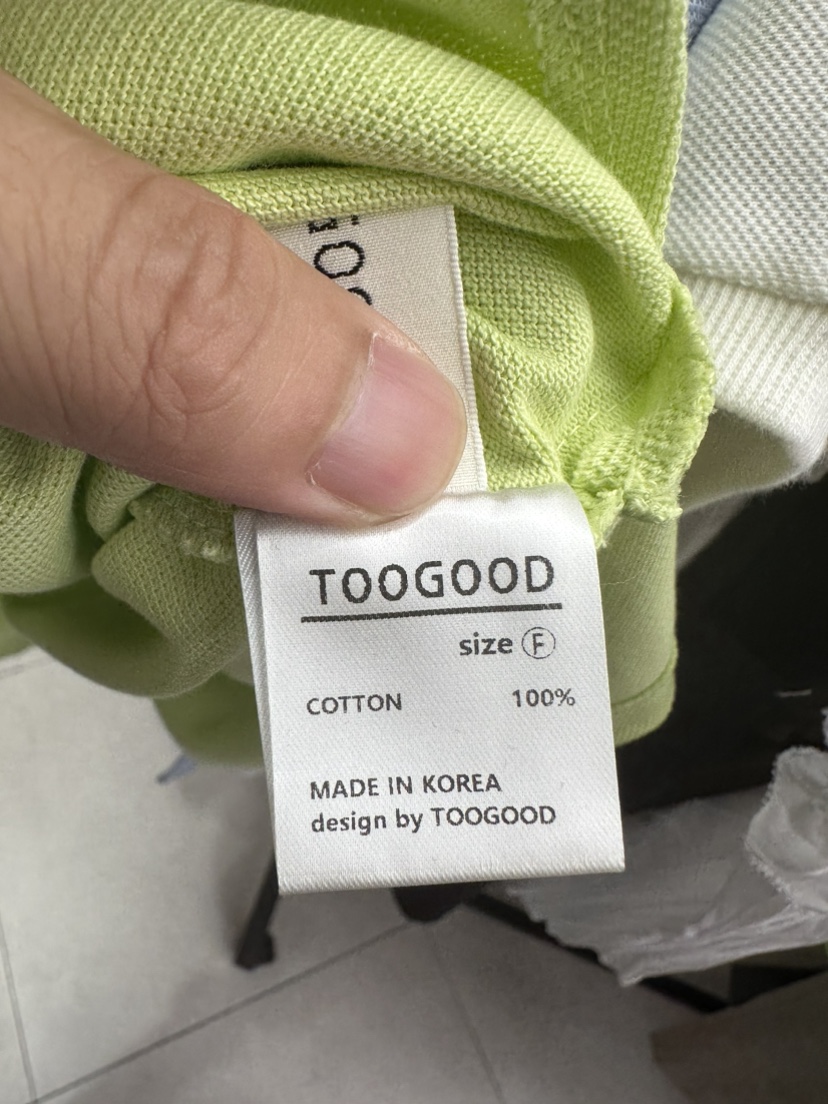 TOOGOOD
size Ⓕ
COTTON 100%
MADE IN KOREA
design by TOOGOOD